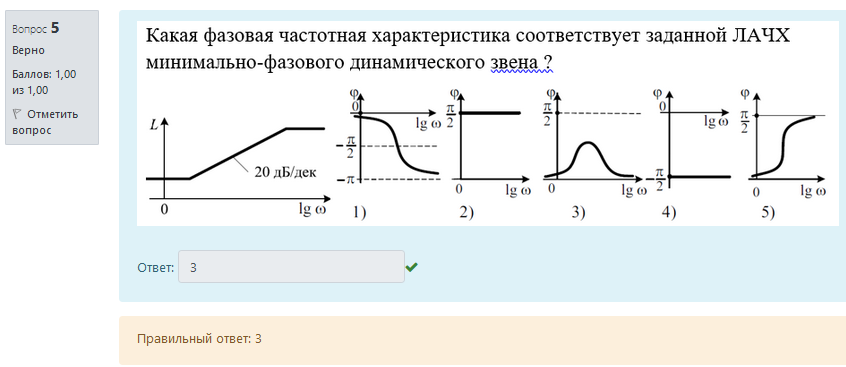 Вопрос 5
Верно
Баллов: 1,00
из 1,00
Отметить
вопрос
Какая фазовая частотная характеристика соответствует заданной ЛАЧХ
минимально-фазового динамического звена ?
L
20 дБ/дек
0
lg ω
φ
0
lg ω
-π/2
-π
1)
φ
π/2
0
lg ω
2)
φ
π/2
0
lg ω
3)
φ
0
lg ω
-π/2
4)
φ
π/2
0
lg ω
5)
Ответ: 3
Правильный ответ: 3